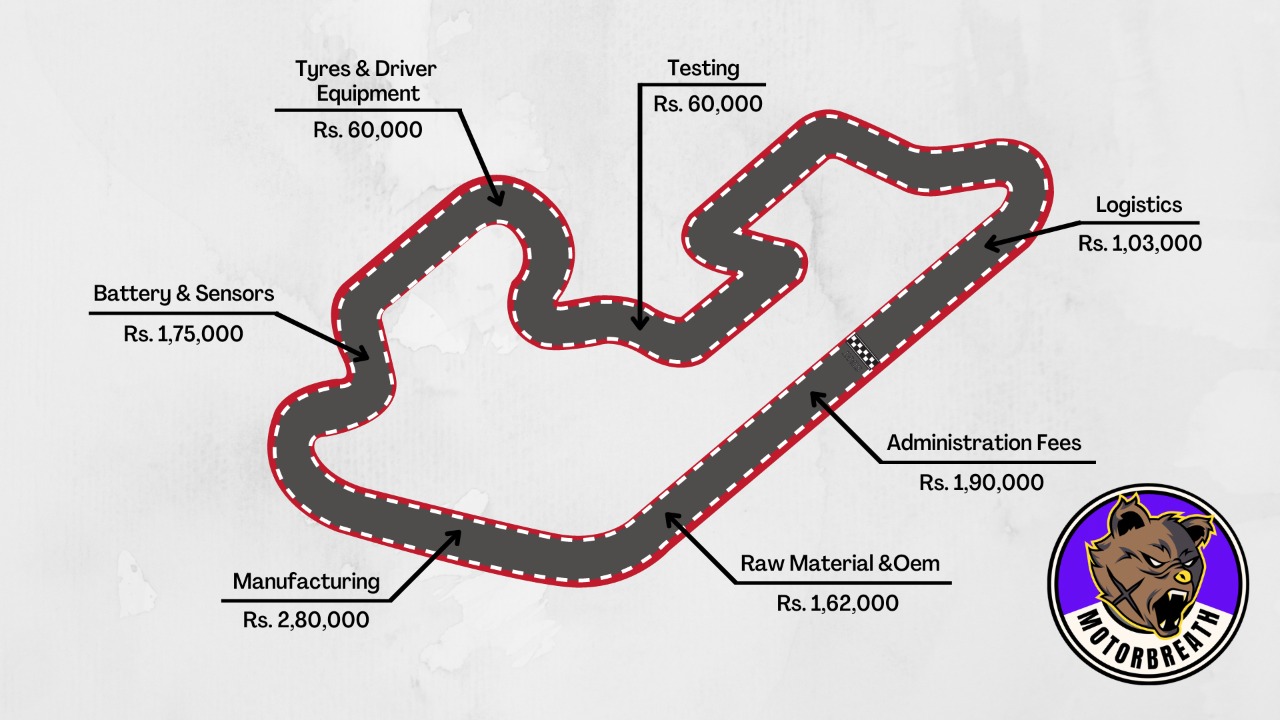 Tyres & Driver
Equipment
Rs. 60,000
Testing
Rs. 60,000
Logistics
Rs. 1,03,000
Battery & Sensors
Rs. 1,75,000
Administration Fees
Rs. 1,90,000
Raw Material &Oem
Rs. 1,62,000
Manufacturing
Rs. 2,80,000
MOTORBREATH